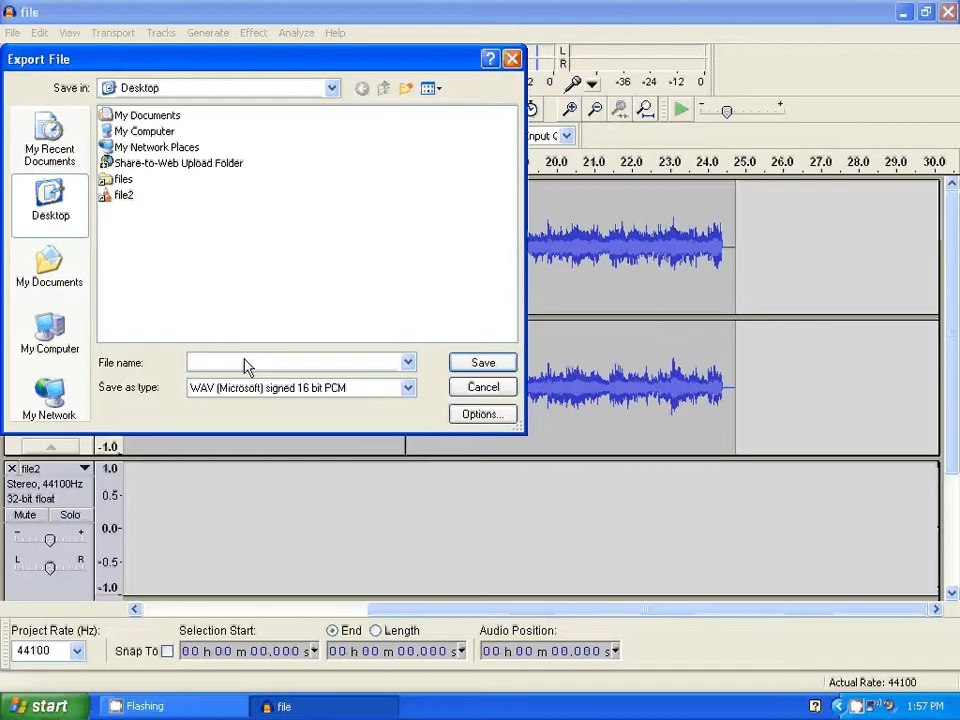 file
File Edit View Transport Tracks Generate Effect Analyze Help
Export File
L
R
Save in: Desktop
-36 -24 -12 0
My Recent Documents
Desktop
My Documents
My Computer
My Network
My Documents
My Computer
My Network Places
Share-to-Web Upload Folder
files
file2
20.0 21.0 22.0 23.0 24.0 25.0 26.0 27.0 28.0 29.0 30.0
File name: Save
Save as type: WAV (Microsoft) signed 16 bit PCM Cancel
Options...
-1.0
file2 1.0
Stereo, 44100Hz
32-bit float 0.5
Mute Solo
- + 0.0
L R -0.5
-1.0
Project Rate (Hz): Selection Start: End Length Audio Position:
44100 Snap To 00 h 00 m 00.000 s 00 h 00 m 00.000 s 00 h 00 m 00.000 s
Actual Rate: 44100
start Flashing file 1:57 PM